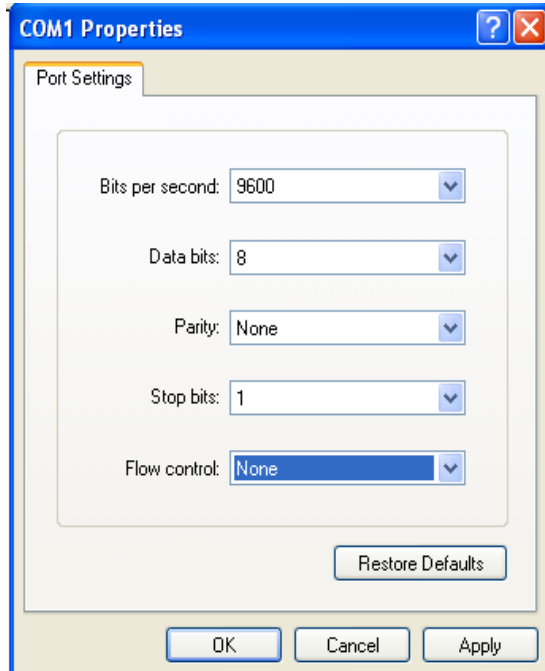 COM1 Properties
Port Settings
Bits per second: 9600
Data bits: 8
Parity: None
Stop bits: 1
Flow control: None
Restore Defaults
OK Cancel Apply